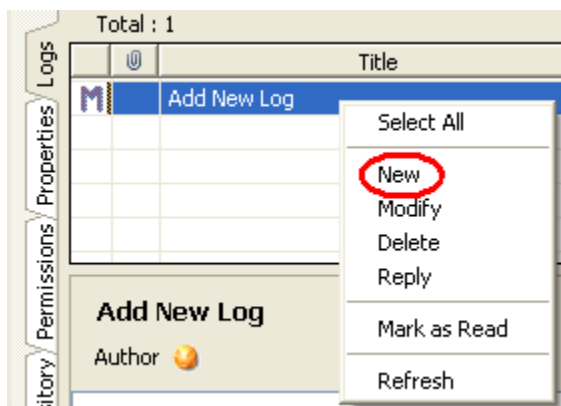 Total : 1
Title
M Add New Log
Select All
New
Modify
Delete
Reply
Mark as Read
Refresh
Add New Log
Author
Logs
Properties
Permissions